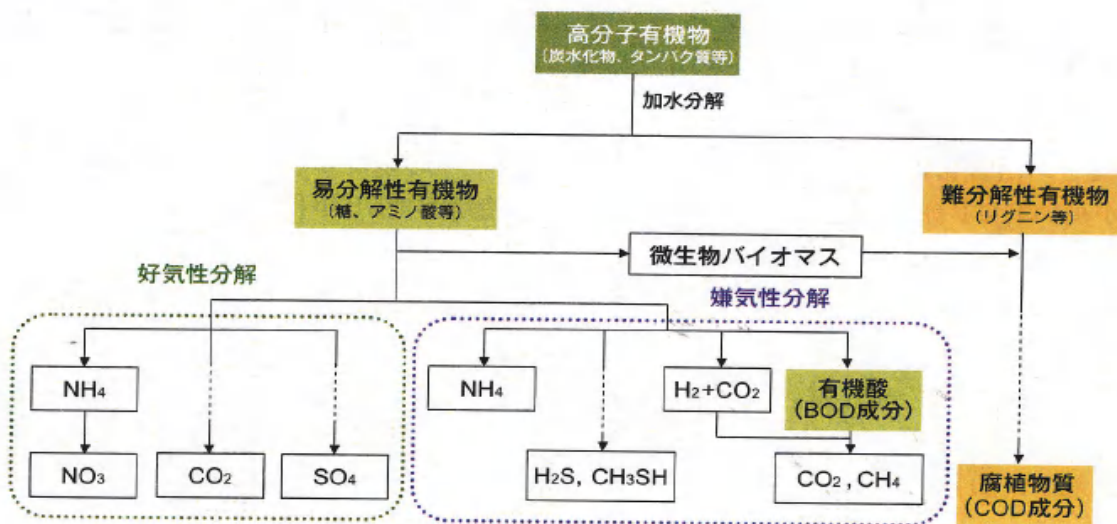 高分子有機物
(炭水化物、タンパク質等)
加水分解
易分解性有機物
(糖、アミノ酸等)
難分解性有機物
(リグニン等)
微生物バイオマス
好気性分解
嫌気性分解
NH4
NH4
H2+CO2
有機酸
(BOD成分)
NO3
CO2
SO4
H2S, CH3SH
CO2 , CH4
腐植物質
(COD成分)